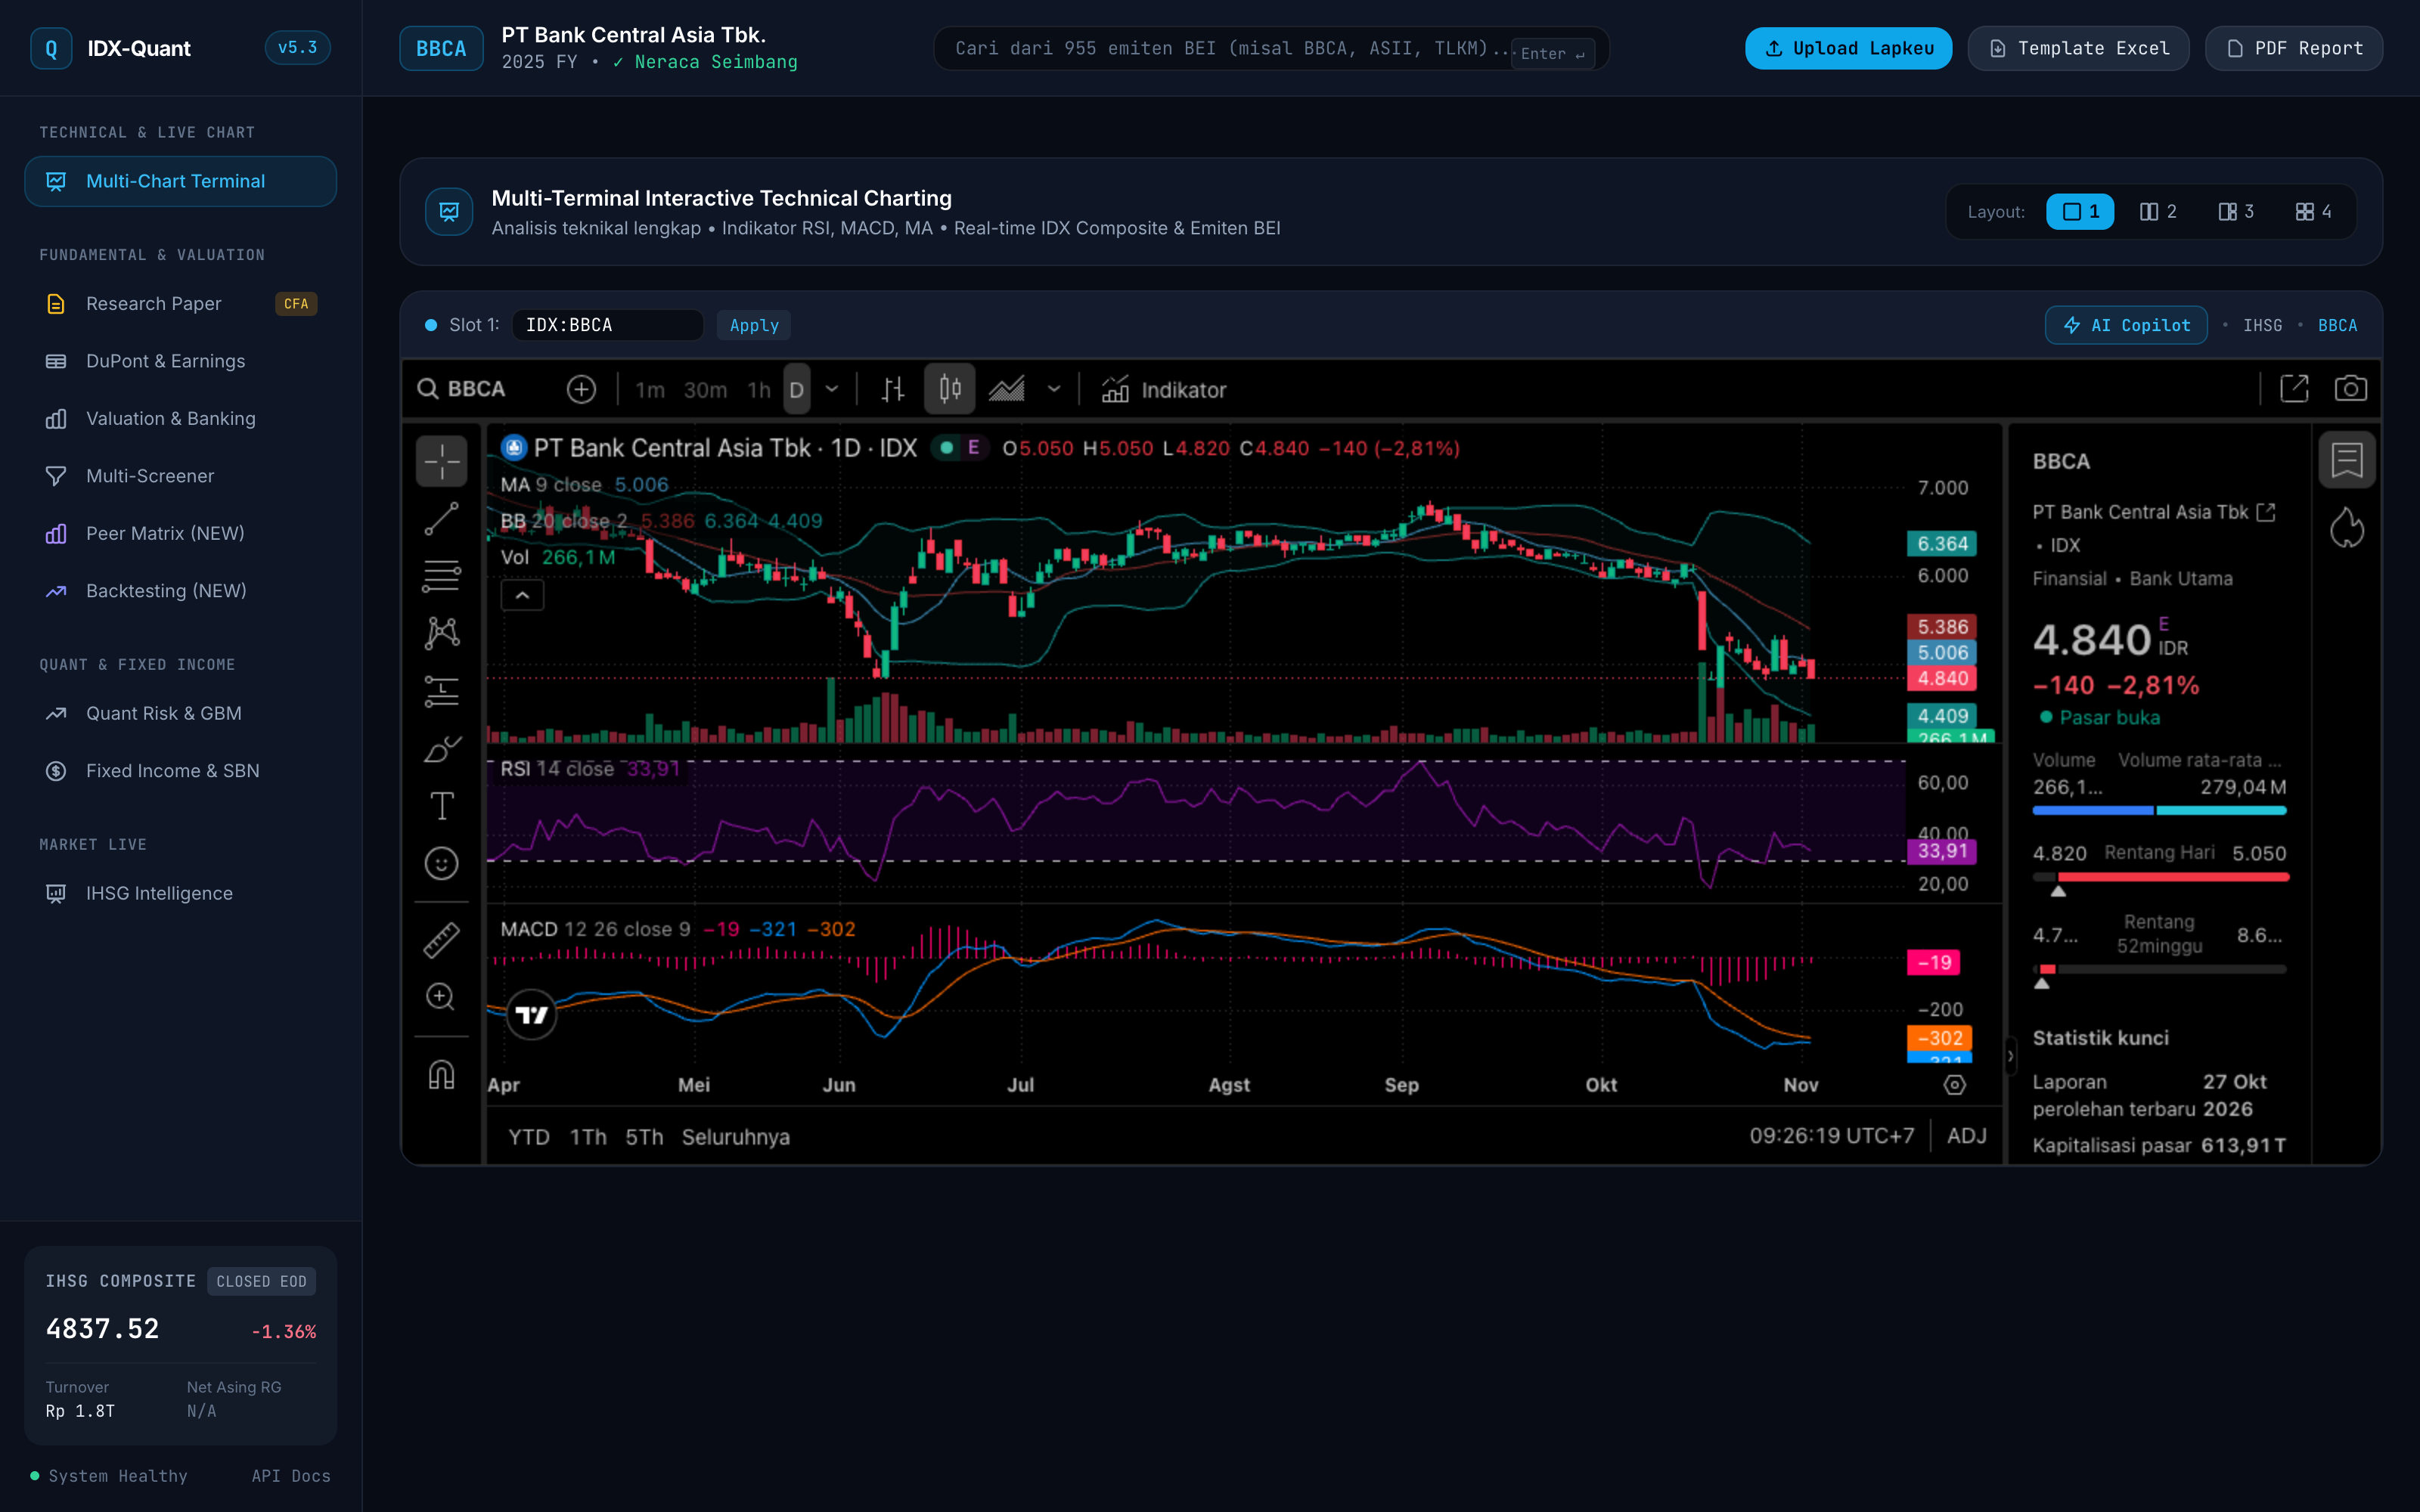 Q IDX-Quant v5.3
TECHNICAL & LIVE CHART
Multi-Chart Terminal
FUNDAMENTAL & VALUATION
Research Paper CFA
DuPont & Earnings
Valuation & Banking
Multi-Screener
Peer Matrix (NEW)
Backtesting (NEW)
QUANT & FIXED INCOME
Quant Risk & GBM
Fixed Income & SBN
MARKET LIVE
IHSG Intelligence
IHSG COMPOSITE CLOSED EOD
4837.52 -1.36%
Turnover Net Asing RG
Rp 1.8T N/A
System Healthy API Docs
BBCA
PT Bank Central Asia Tbk.
2025 FY • ✓ Neraca Seimbang
Cari dari 955 emiten BEI (misal BBCA, ASII, TLKM)... Enter ↵
Upload Lapkeu
Template Excel
PDF Report
Multi-Terminal Interactive Technical Charting
Analisis teknikal lengkap • Indikator RSI, MACD, MA • Real-time IDX Composite & Emiten BEI
Layout: 1 2 3 4
Slot 1: IDX:BBCA Apply
AI Copilot • IHSG • BBCA
BBCA 1m 30m 1h D Indikator
PT Bank Central Asia Tbk · 1D · IDX E O5.050 H5.050 L4.820 C4.840 −140 (−2,81%)
MA 9 close 5.006
BB 20 close 2 5.386 6.364 4.409
Vol 266,1 M
7.000
6.364
6.000
5.386
5.006
4.840
4.409
266,1 M
RSI 14 close 33,91
60,00
40,00
33,91
20,00
MACD 12 26 close 9 −19 −321 −302
−19
−200
−302
−321
Apr Mei Jun Jul Agst Sep Okt Nov
YTD 1Th 5Th Seluruhnya
09:26:19 UTC+7 ADJ
BBCA
PT Bank Central Asia Tbk
• IDX
Finansial • Bank Utama
4.840 E IDR
−140 −2,81%
Pasar buka
Volume Volume rata-rata ...
266,1... 279,04 M
4.820 Rentang Hari 5.050
4.7... Rentang 52minggu 8.6...
Statistik kunci
Laporan perolehan terbaru 27 Okt 2026
Kapitalisasi pasar 613,91 T